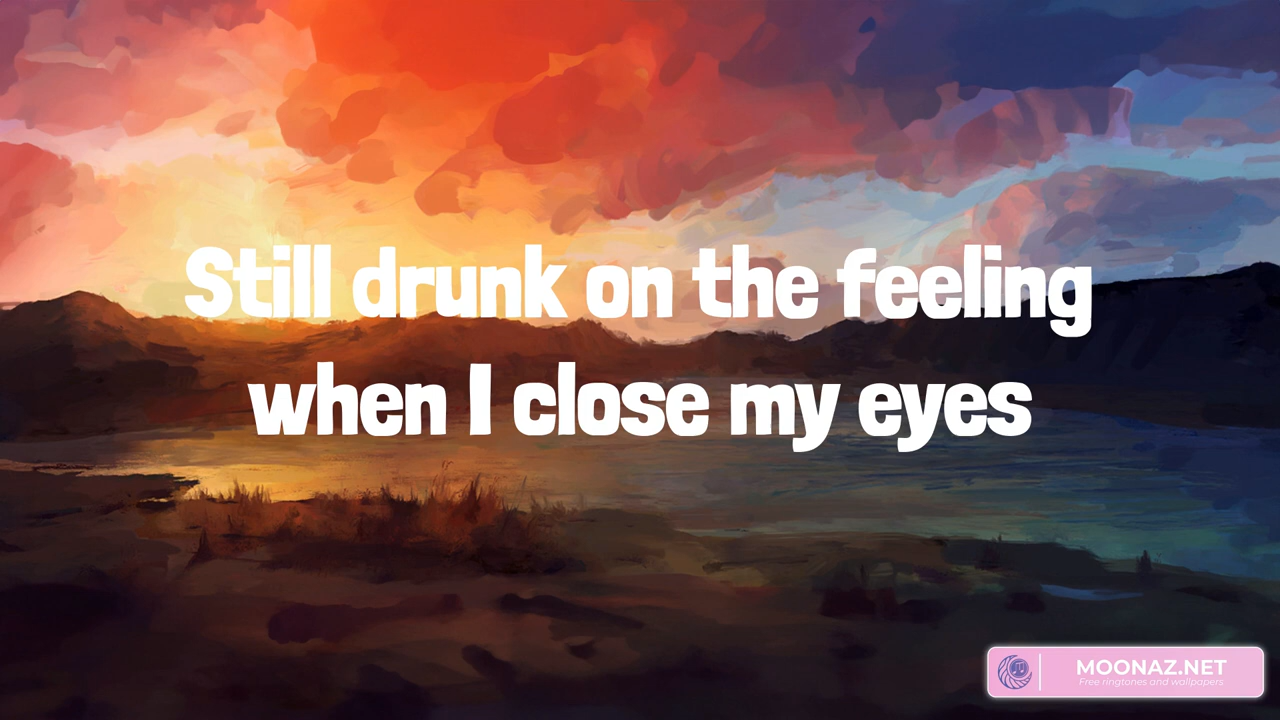 Still drunk on the feeling
when I close my eyes
MOONAZ.NET
Free ringtones and wallpapers